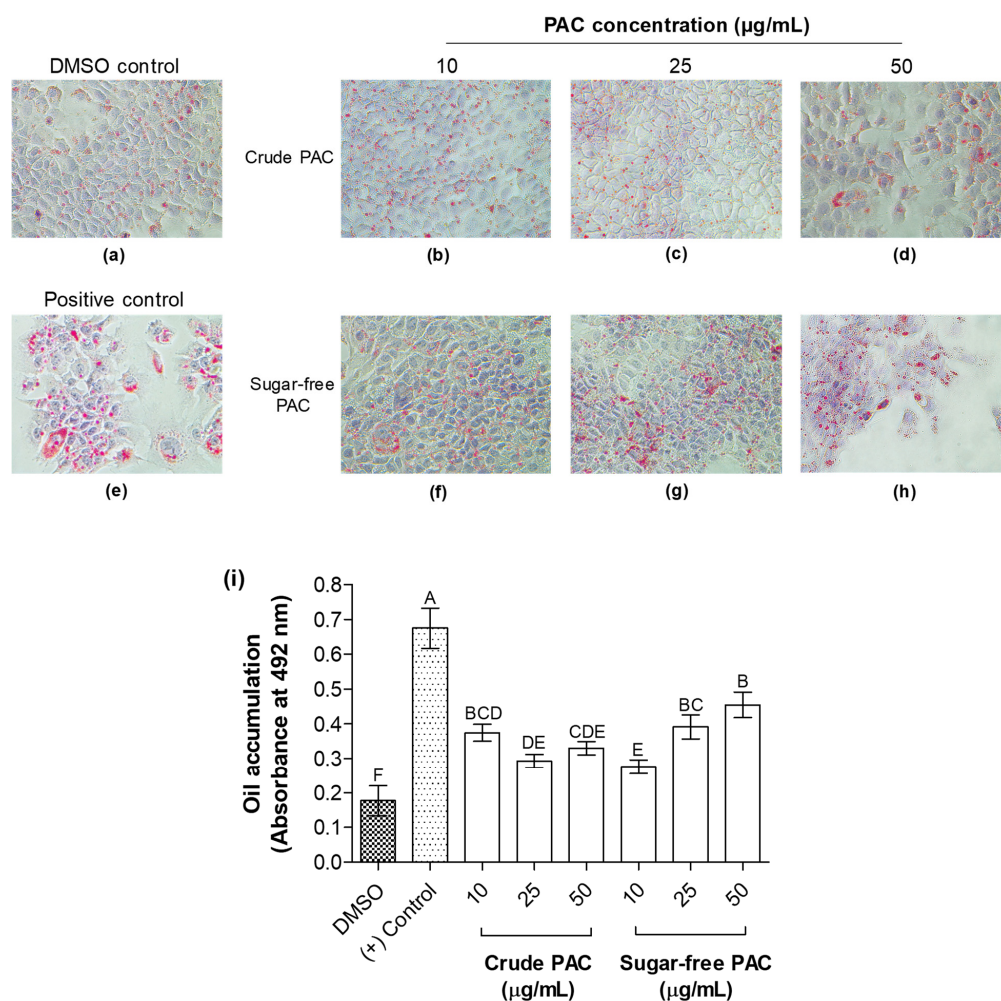 PAC concentration (µg/mL)
DMSO control
10
25
50
Crude PAC
(a)
(b)
(c)
(d)
Positive control
Sugar-free
PAC
(e)
(f)
(g)
(h)
(i)
Oil accumulation
(Absorbance at 492 nm)
0.8
0.7
0.6
0.5
0.4
0.3
0.2
0.1
0.0
F
A
BCD
DE
CDE
E
BC
B
DMSO
(+) Control
10
25
50
10
25
50
Crude PAC
(µg/mL)
Sugar-free PAC
(µg/mL)